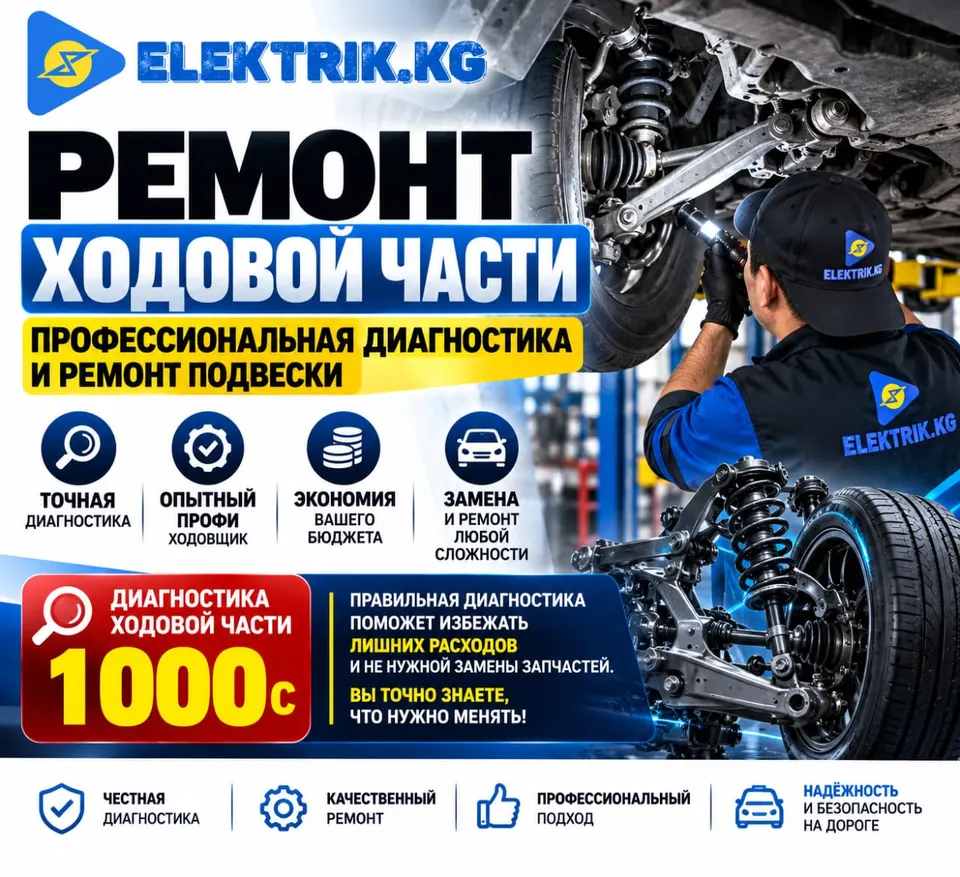 ELEKTRIK.KG
РЕМОНТ
ХОДОВОЙ ЧАСТИ
ПРОФЕССИОНАЛЬНАЯ ДИАГНОСТИКА
И РЕМОНТ ПОДВЕСКИ
ТОЧНАЯ
ДИАГНОСТИКА
ОПЫТНЫЙ
ПРОФИ
ХОДОВЩИК
ЭКОНОМИЯ
ВАШЕГО
БЮДЖЕТА
ЗАМЕНА
И РЕМОНТ
ЛЮБОЙ
СЛОЖНОСТИ
ELEKTRIK.KG
ELEKTRIK.KG
ДИАГНОСТИКА
ХОДОВОЙ ЧАСТИ
1000с
ПРАВИЛЬНАЯ ДИАГНОСТИКА
ПОМОЖЕТ ИЗБЕЖАТЬ
ЛИШНИХ РАСХОДОВ
И НЕ НУЖНОЙ ЗАМЕНЫ ЗАПЧАСТЕЙ.
ВЫ ТОЧНО ЗНАЕТЕ,
ЧТО НУЖНО МЕНЯТЬ!
ЧЕСТНАЯ
ДИАГНОСТИКА
КАЧЕСТВЕННЫЙ
РЕМОНТ
ПРОФЕССИОНАЛЬНЫЙ
ПОДХОД
НАДЁЖНОСТЬ
И БЕЗОПАСНОСТЬ
НА ДОРОГЕ